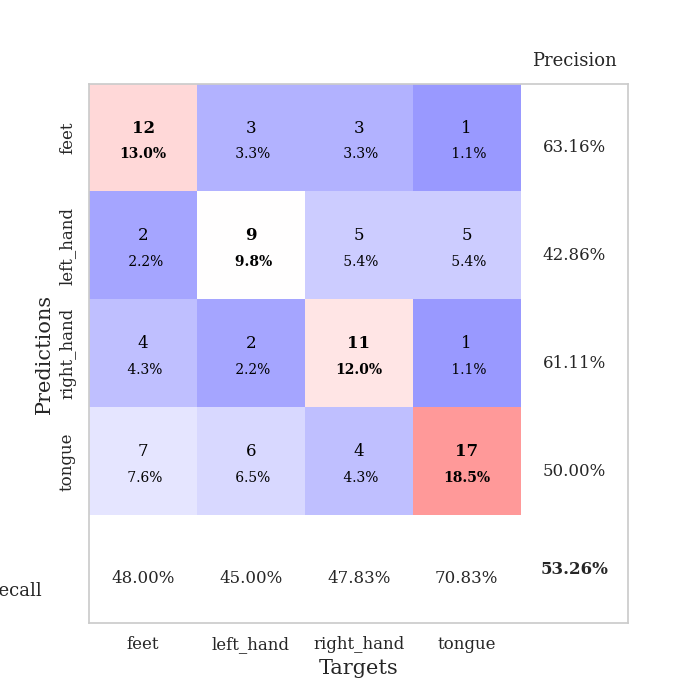 Precision
feet 12 3 3 1
13.0% 3.3% 3.3% 1.1% 63.16%
left_hand 2 9 5 5
2.2% 9.8% 5.4% 5.4% 42.86%
right_hand 4 2 11 1
4.3% 2.2% 12.0% 1.1% 61.11%
tongue 7 6 4 17
7.6% 6.5% 4.3% 18.5% 50.00%
Predictions
ecall 48.00% 45.00% 47.83% 70.83% 53.26%
feet left_hand right_hand tongue
Targets